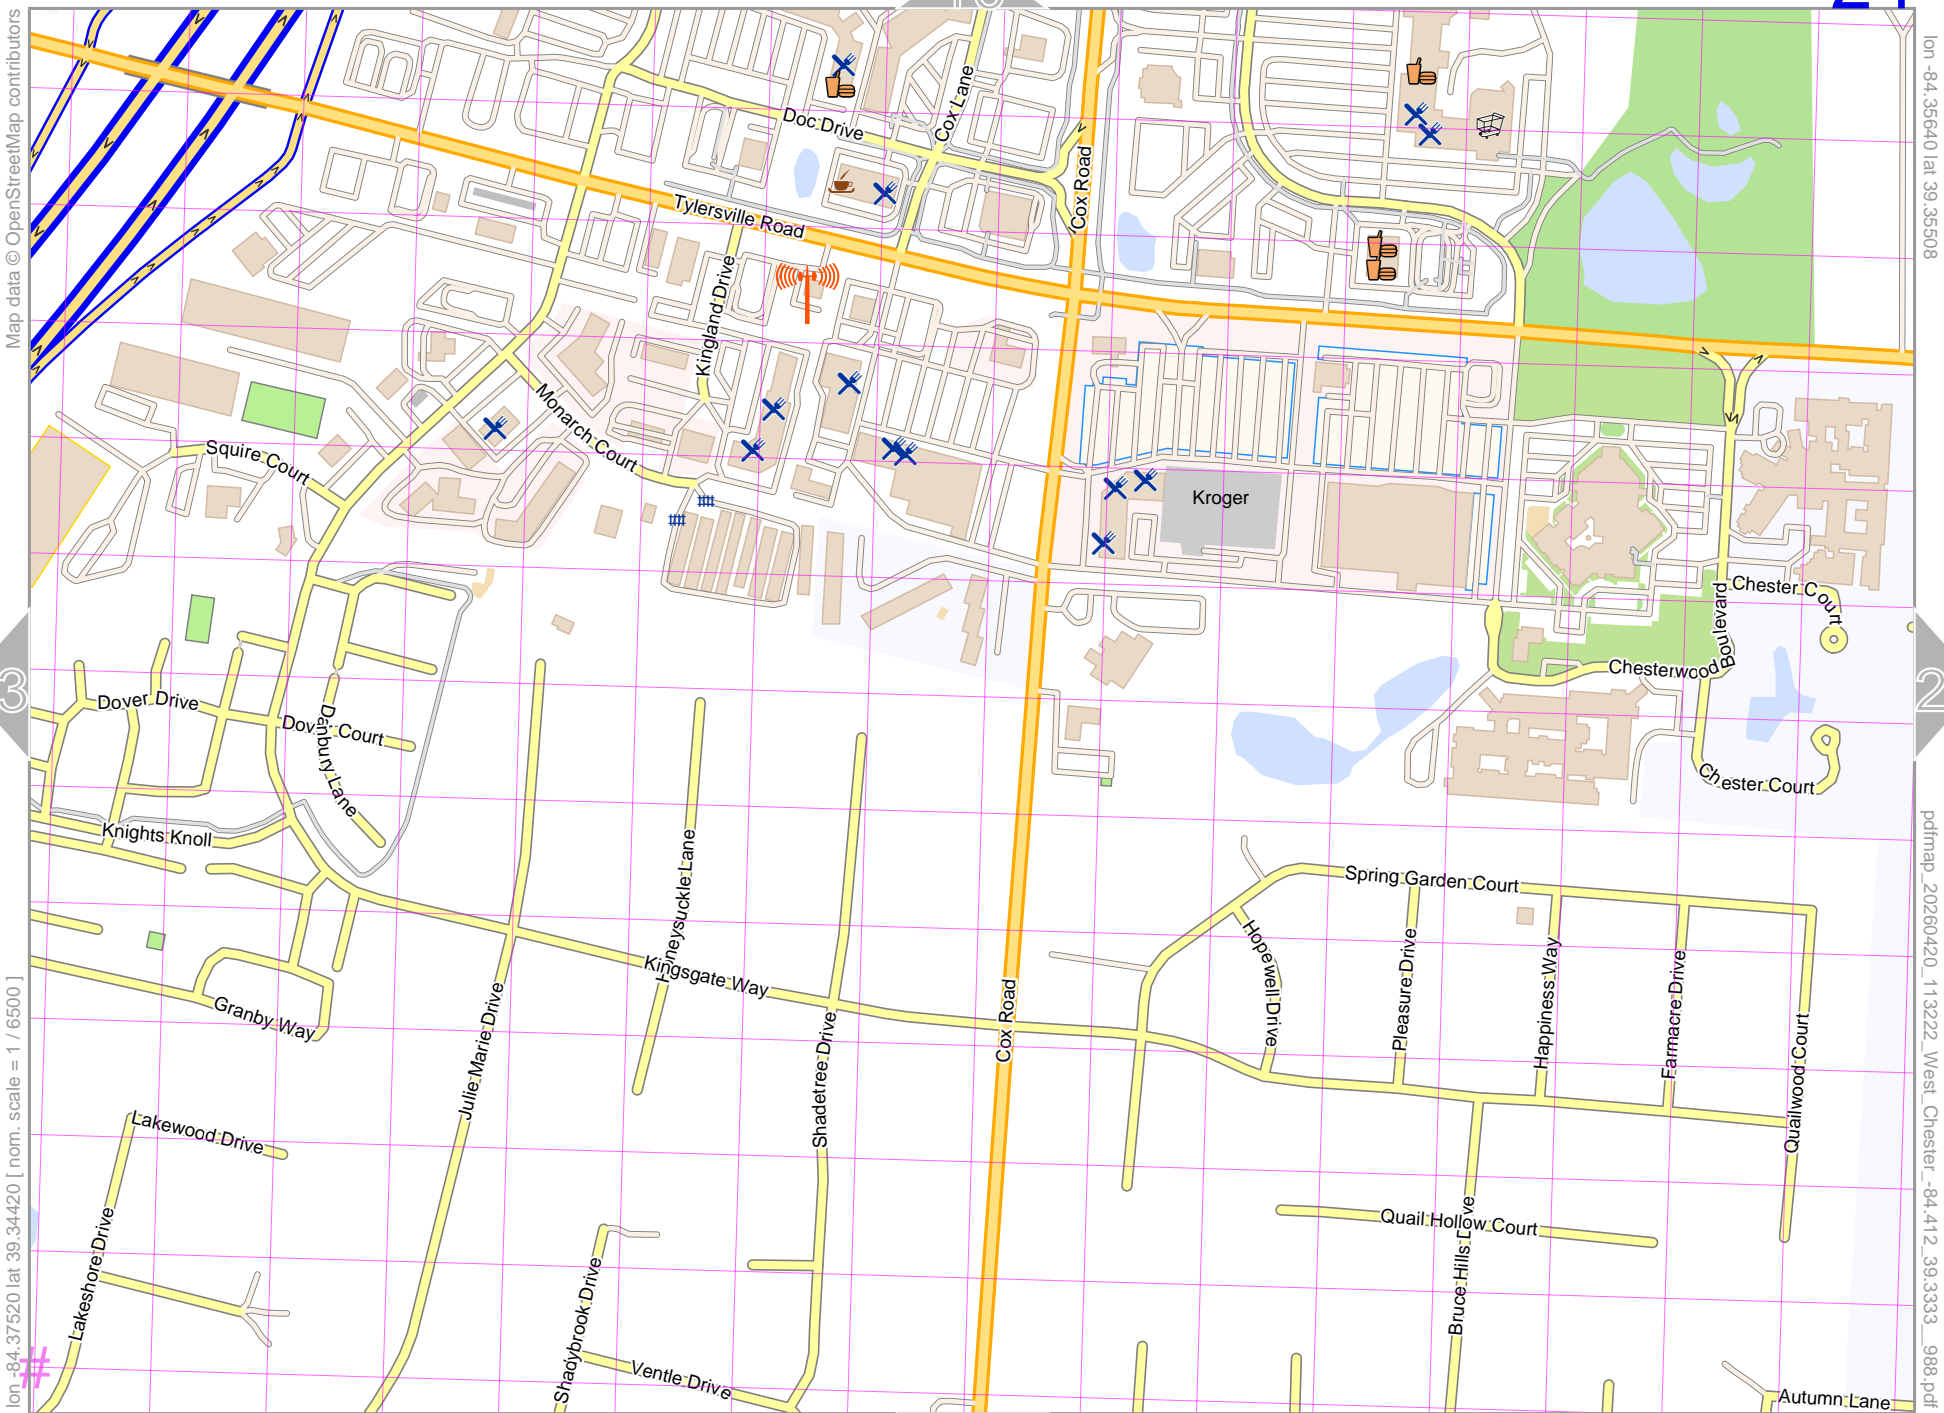 Map data © OpenStreetMap contributors
lon -84.35640 lat 39.35508
Doc Drive
Cox Lane
Cox Road
Tylersville Road
Kingland Drive
Monarch Court
Squire Court
Kroger
Chester Court
Boulevard
Chesterwood
3
2
Dover Drive
Dover Court
Danbury Lane
Chester Court
Knights Knoll
Honeysuckle Lane
Spring Garden Court
Hopewell Drive
Pleasure Drive
Happiness Way
Farmacre Drive
Kingsgate Way
Granby Way
Julie Marie Drive
Shadetree Drive
Cox Road
Quailwood Court
Lakewood Drive
Lakeshore Drive
Quail Hollow Court
Bruce Hills Drive
Shadybrook Drive
Ventle Drive
Autumn Lane
#
lon -84.37520 lat 39.34420 [ nom. scale = 1 / 6500 ]
pdfmap_20260420_113222_West_Chester_-84.412_39.33333__988.pdf